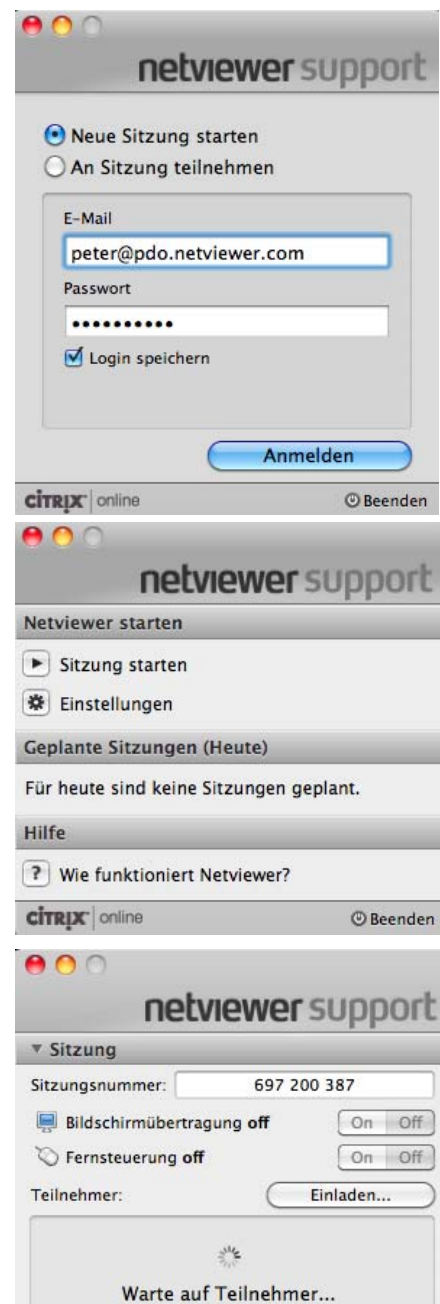 netviewer support
Neue Sitzung starten
An Sitzung teilnehmen
E-Mail
peter@pdo.netviewer.com
Passwort
••••••••••
Login speichern
Anmelden
CITRIX online
Beenden
netviewer support
Netviewer starten
Sitzung starten
Einstellungen
Geplante Sitzungen (Heute)
Für heute sind keine Sitzungen geplant.
Hilfe
? Wie funktioniert Netviewer?
CITRIX online
Beenden
netviewer support
Sitzung
Sitzungsnummer: 697 200 387
Bildschirmübertragung off On Off
Fernsteuerung off On Off
Teilnehmer: Einladen...
Warte auf Teilnehmer...